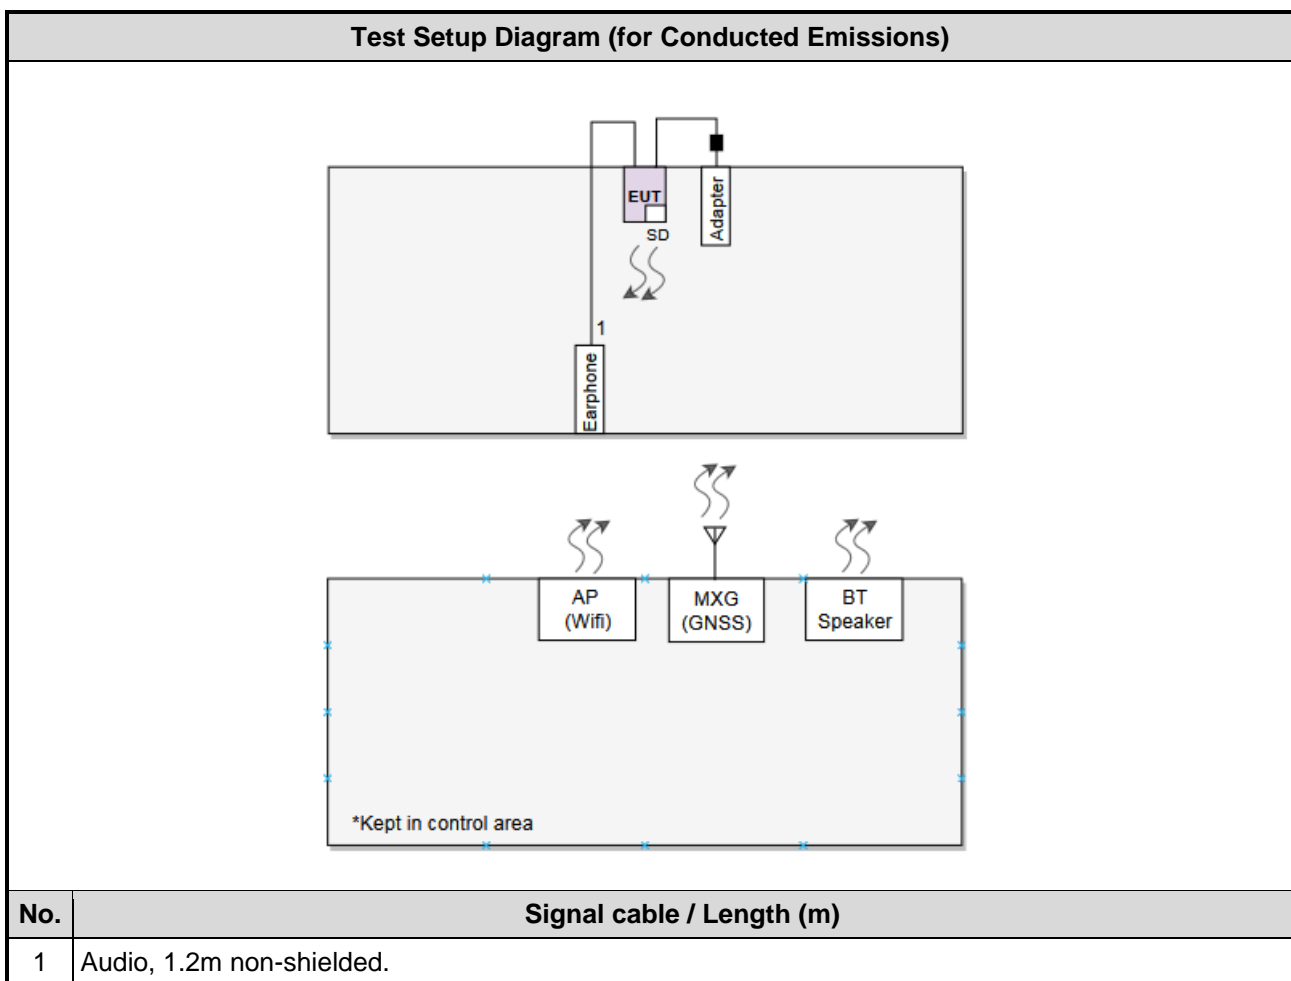 Test Setup Diagram (for Conducted Emissions)
EUT
SD
Adapter
1
Earphone
AP
(Wifi)
MXG
(GNSS)
BT
Speaker
*Kept in control area
No. Signal cable / Length (m)
1 Audio, 1.2m non-shielded.